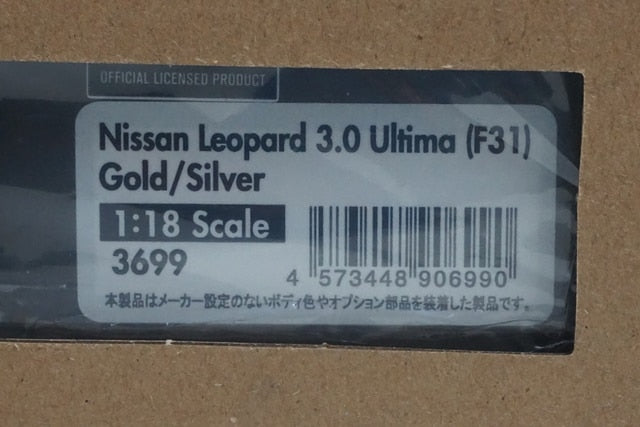 OFFICIAL LICENSED PRODUCT
Nissan Leopard 3.0 Ultima (F31)
Gold/Silver
1:18 Scale
3699
4 573448 906990
本製品はメーカー設定のないボディ色やオプション部品を装着した製品です。